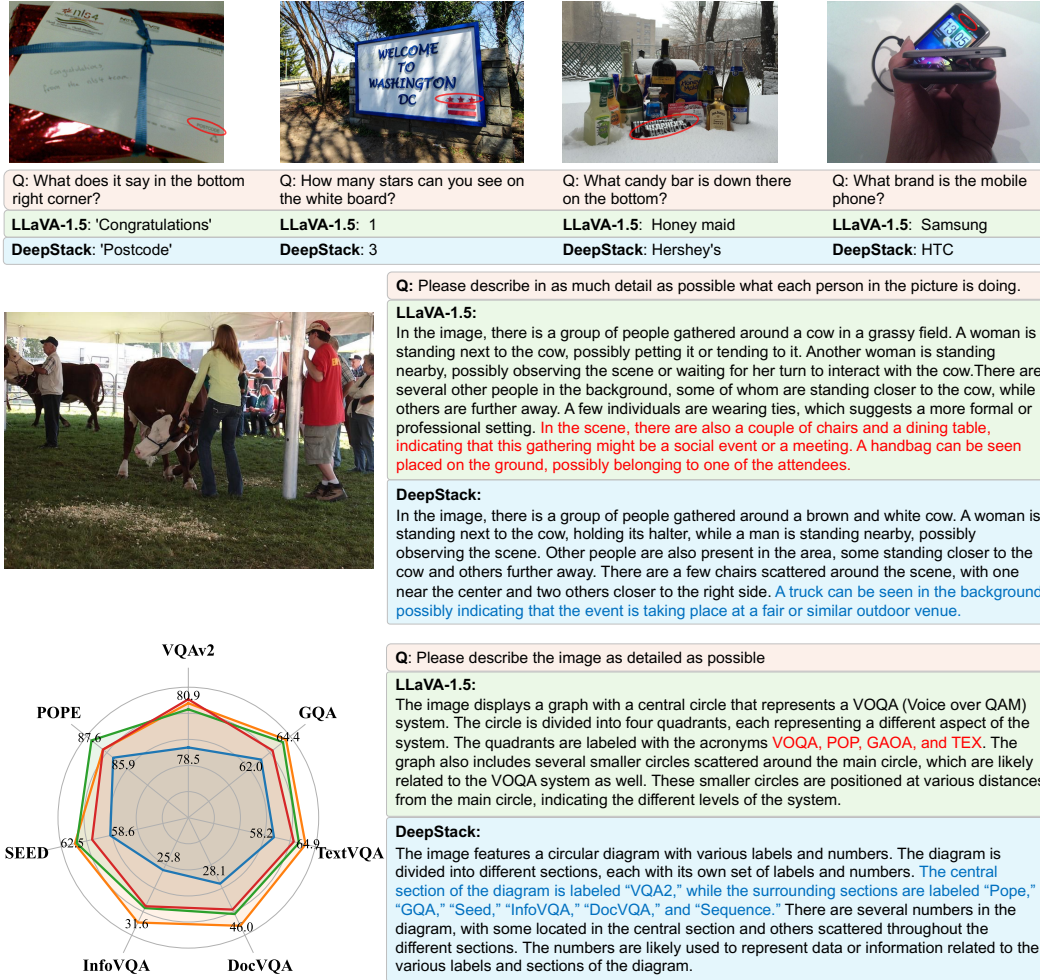 nlc4
Congratulations
from the whole team
WELCOME
TO
WASHINGTON
DC
HERSHEY'S
13:05
Q: What does it say in the bottom
right corner?
LLaVA-1.5: 'Congratulations'
DeepStack: 'Postcode'
Q: How many stars can you see on
the white board?
LLaVA-1.5: 1
DeepStack: 3
Q: What candy bar is down there
on the bottom?
LLaVA-1.5: Honey maid
DeepStack: Hershey's
Q: What brand is the mobile
phone?
LLaVA-1.5: Samsung
DeepStack: HTC
Q: Please describe in as much detail as possible what each person in the picture is doing.
LLaVA-1.5:
In the image, there is a group of people gathered around a cow in a grassy field. A woman is
standing next to the cow, possibly petting it or tending to it. Another woman is standing
nearby, possibly observing the scene or waiting for her turn to interact with the cow.There are
several other people in the background, some of whom are standing closer to the cow, while
others are further away. A few individuals are wearing ties, which suggests a more formal or
professional setting. In the scene, there are also a couple of chairs and a dining table,
indicating that this gathering might be a social event or a meeting. A handbag can be seen
placed on the ground, possibly belonging to one of the attendees.
DeepStack:
In the image, there is a group of people gathered around a brown and white cow. A woman is
standing next to the cow, holding its halter, while a man is standing nearby, possibly
observing the scene. Other people are also present in the area, some standing closer to the
cow and others further away. There are a few chairs scattered around the scene, with one
near the center and two others closer to the right side. A truck can be seen in the background
possibly indicating that the event is taking place at a fair or similar outdoor venue.
VQAv2
80.9
78.5
GQA
64.4
62.0
TextVQA
64.9
58.2
DocVQA
46.0
28.1
InfoVQA
31.6
25.8
SEED
62.5
58.6
POPE
87.6
85.9
Q: Please describe the image as detailed as possible
LLaVA-1.5:
The image displays a graph with a central circle that represents a VOQA (Voice over QAM)
system. The circle is divided into four quadrants, each representing a different aspect of the
system. The quadrants are labeled with the acronyms VOQA, POP, GAOA, and TEX. The
graph also includes several smaller circles scattered around the main circle, which are likely
related to the VOQA system as well. These smaller circles are positioned at various distances
from the main circle, indicating the different levels of the system.
DeepStack:
The image features a circular diagram with various labels and numbers. The diagram is
divided into different sections, each with its own set of labels and numbers. The central
section of the diagram is labeled “VQA2,” while the surrounding sections are labeled “Pope,”
“GQA,” “Seed,” “InfoVQA,” “DocVQA,” and “Sequence.” There are several numbers in the
diagram, with some located in the central section and others scattered throughout the
different sections. The numbers are likely used to represent data or information related to the
various labels and sections of the diagram.